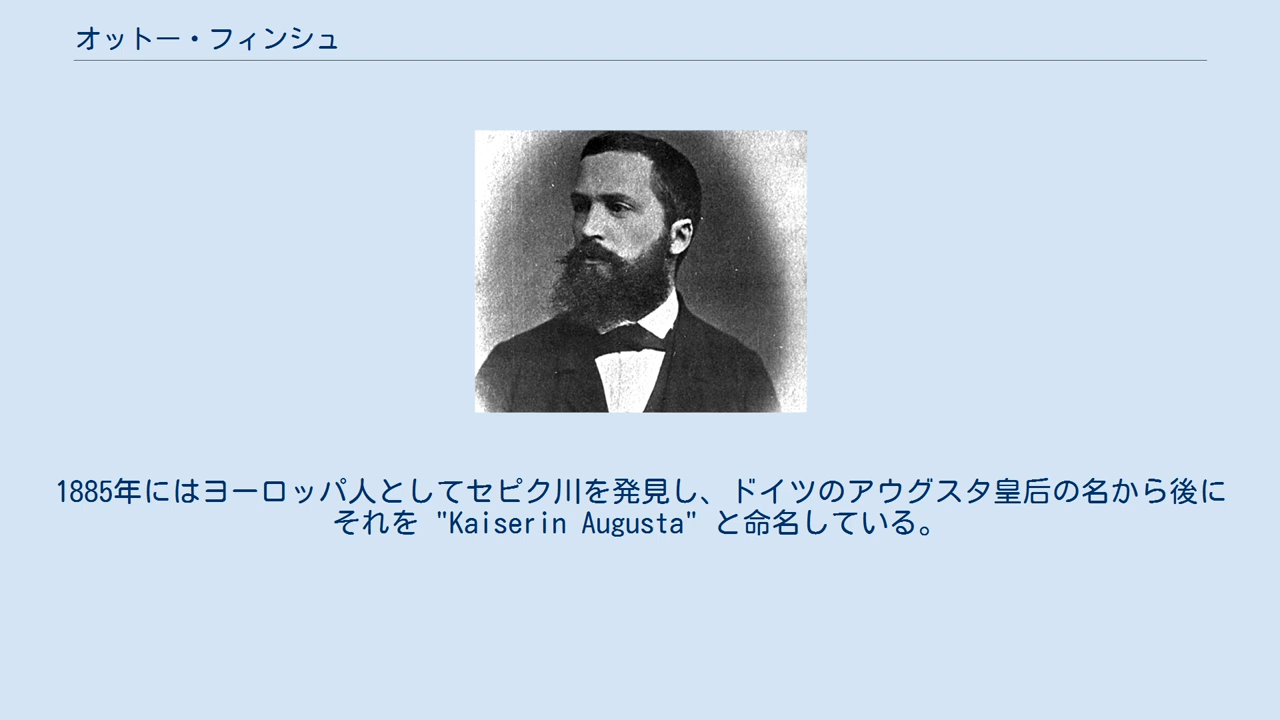 オットー・フィンシュ
1885年にはヨーロッパ人としてセピク川を発見し、ドイツのアウグスタ皇后の名から後に
それを "Kaiserin Augusta" と命名している。